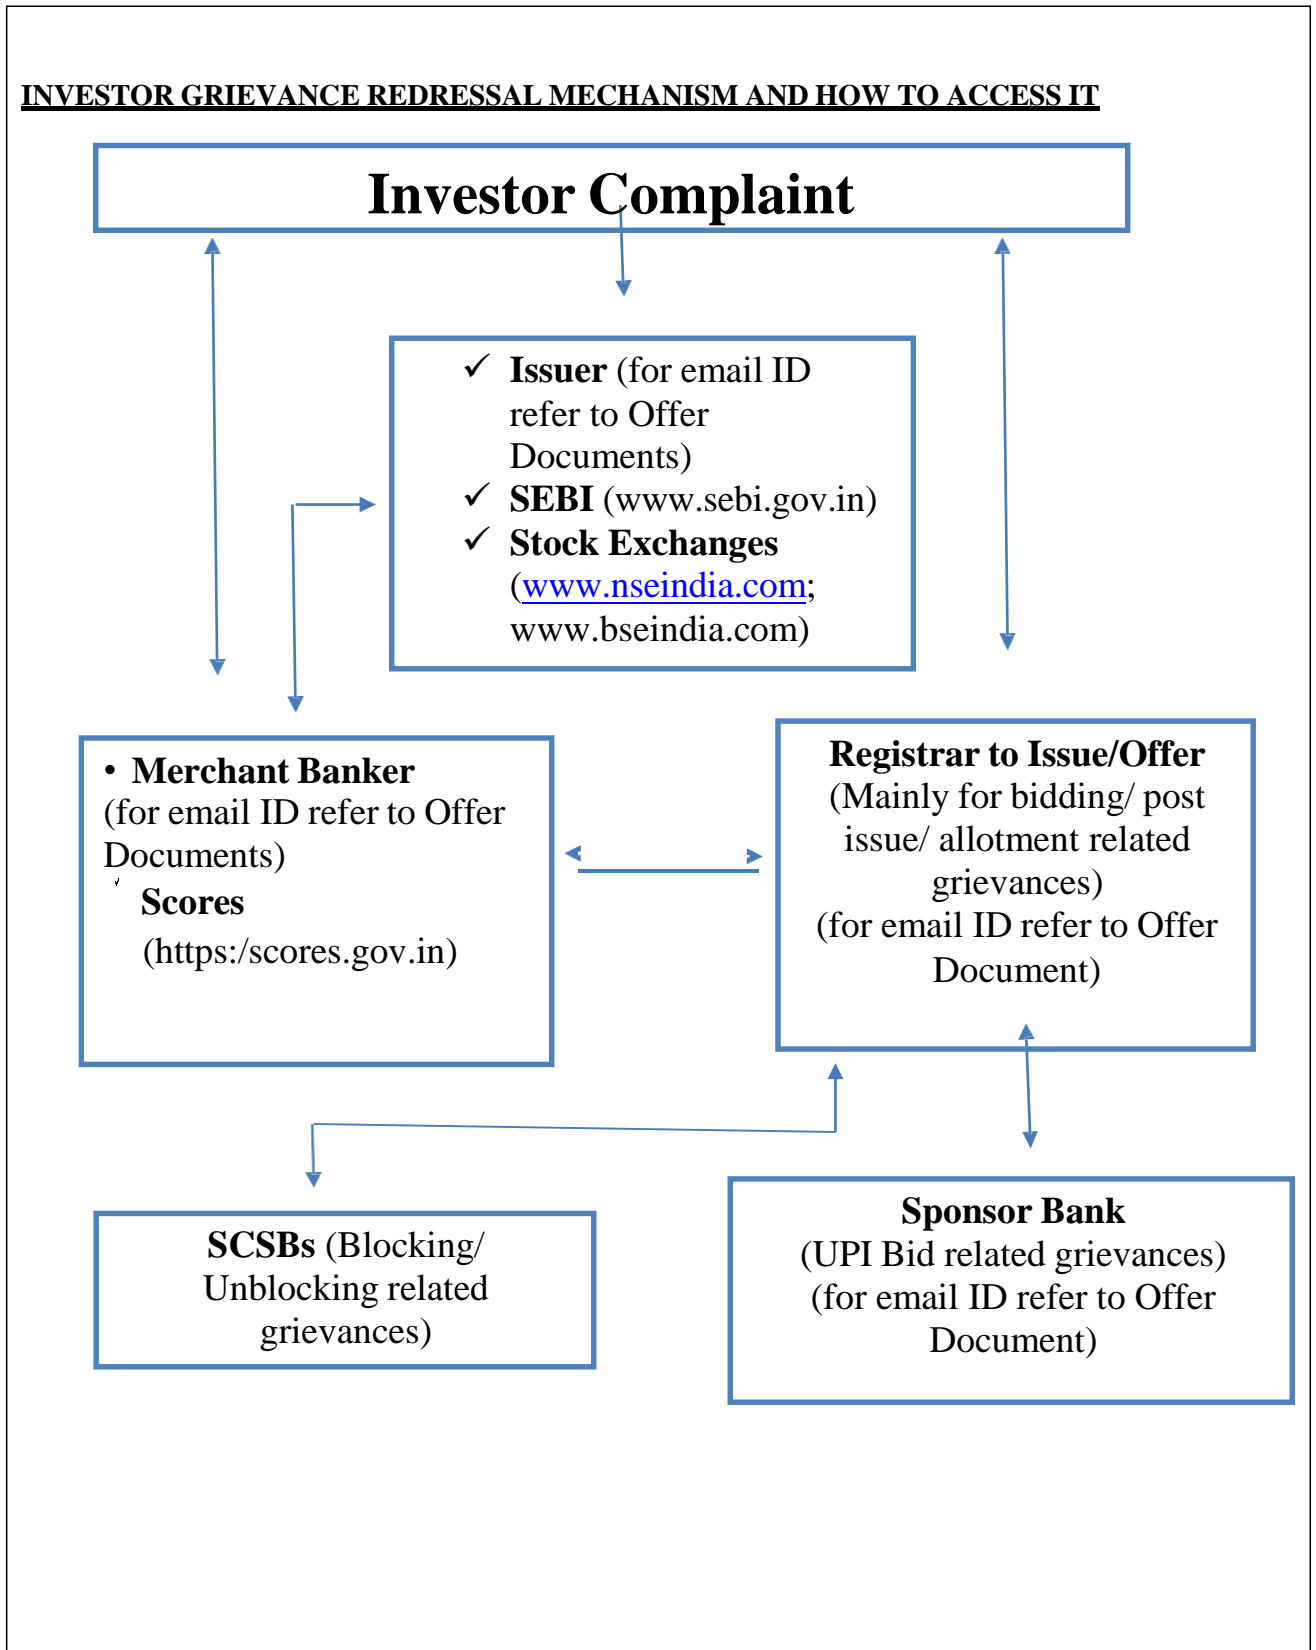 INVESTOR GRIEVANCE REDRESSAL MECHANISM AND HOW TO ACCESS IT
Investor Complaint
✓ Issuer (for email ID
refer to Offer
Documents)
✓ SEBI (www.sebi.gov.in)
✓ Stock Exchanges
(www.nseindia.com;
www.bseindia.com)
• Merchant Banker
(for email ID refer to Offer
Documents)
✓ Scores
(https:/scores.gov.in)
Registrar to Issue/Offer
(Mainly for bidding/ post
issue/ allotment related
grievances)
(for email ID refer to Offer
Document)
SCSBs (Blocking/
Unblocking related
grievances)
Sponsor Bank
(UPI Bid related grievances)
(for email ID refer to Offer
Document)